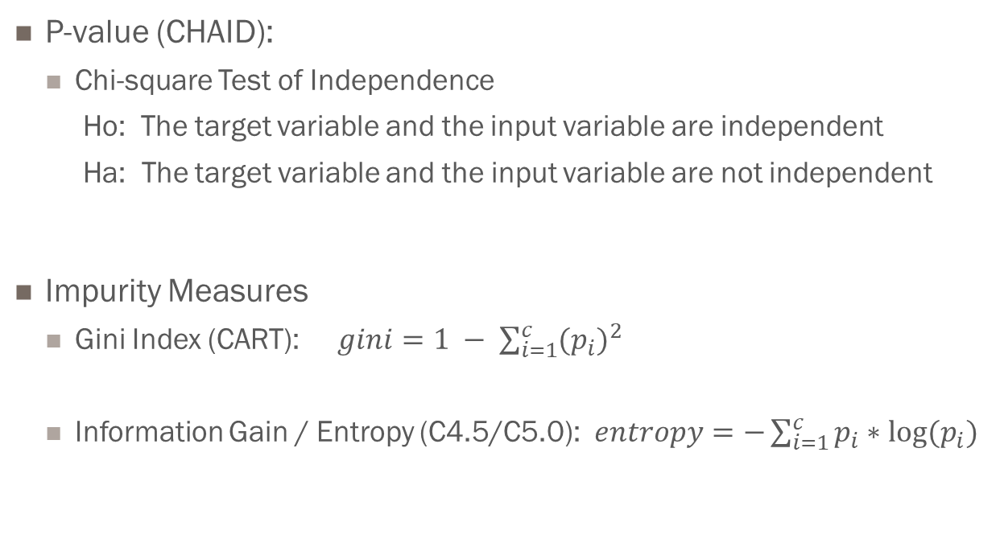 ■ P-value (CHAID):
■ Chi-square Test of Independence
Ho: The target variable and the input variable are independent
Ha: The target variable and the input variable are not independent
■ Impurity Measures
■ Gini Index (CART): $gini = 1 - \sum_{i=1}^{c}(p_i)^2$
■ Information Gain / Entropy (C4.5/C5.0): $entropy = -\sum_{i=1}^{c} p_i * \log(p_i)$